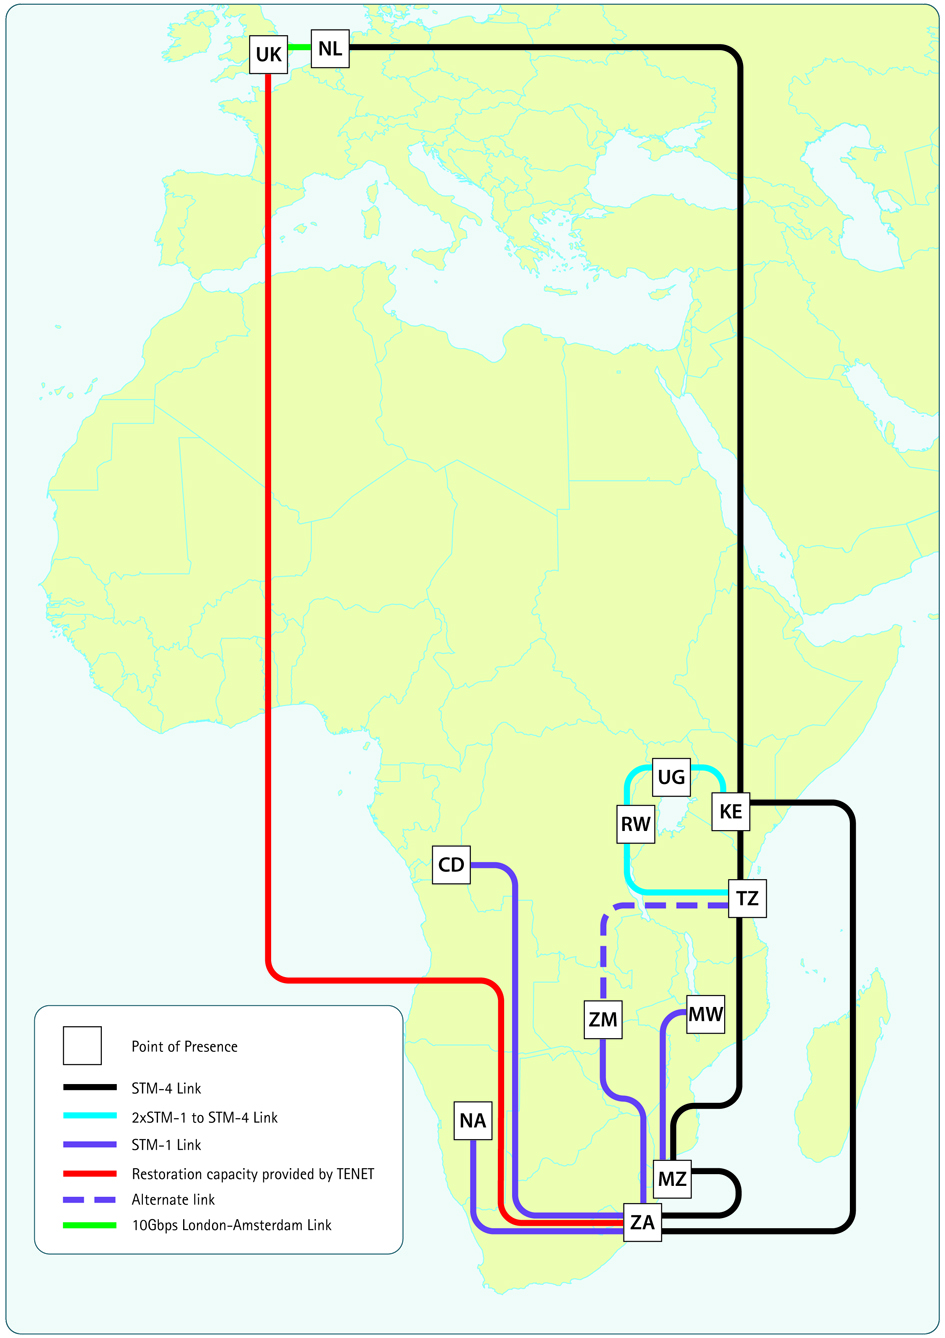 UK
NL
UG
KE
RW
CD
TZ
ZM
MW
NA
MZ
ZA
Point of Presence
STM-4 Link
2xSTM-1 to STM-4 Link
STM-1 Link
Restoration capacity provided by TENET
Alternate link
10Gbps London-Amsterdam Link